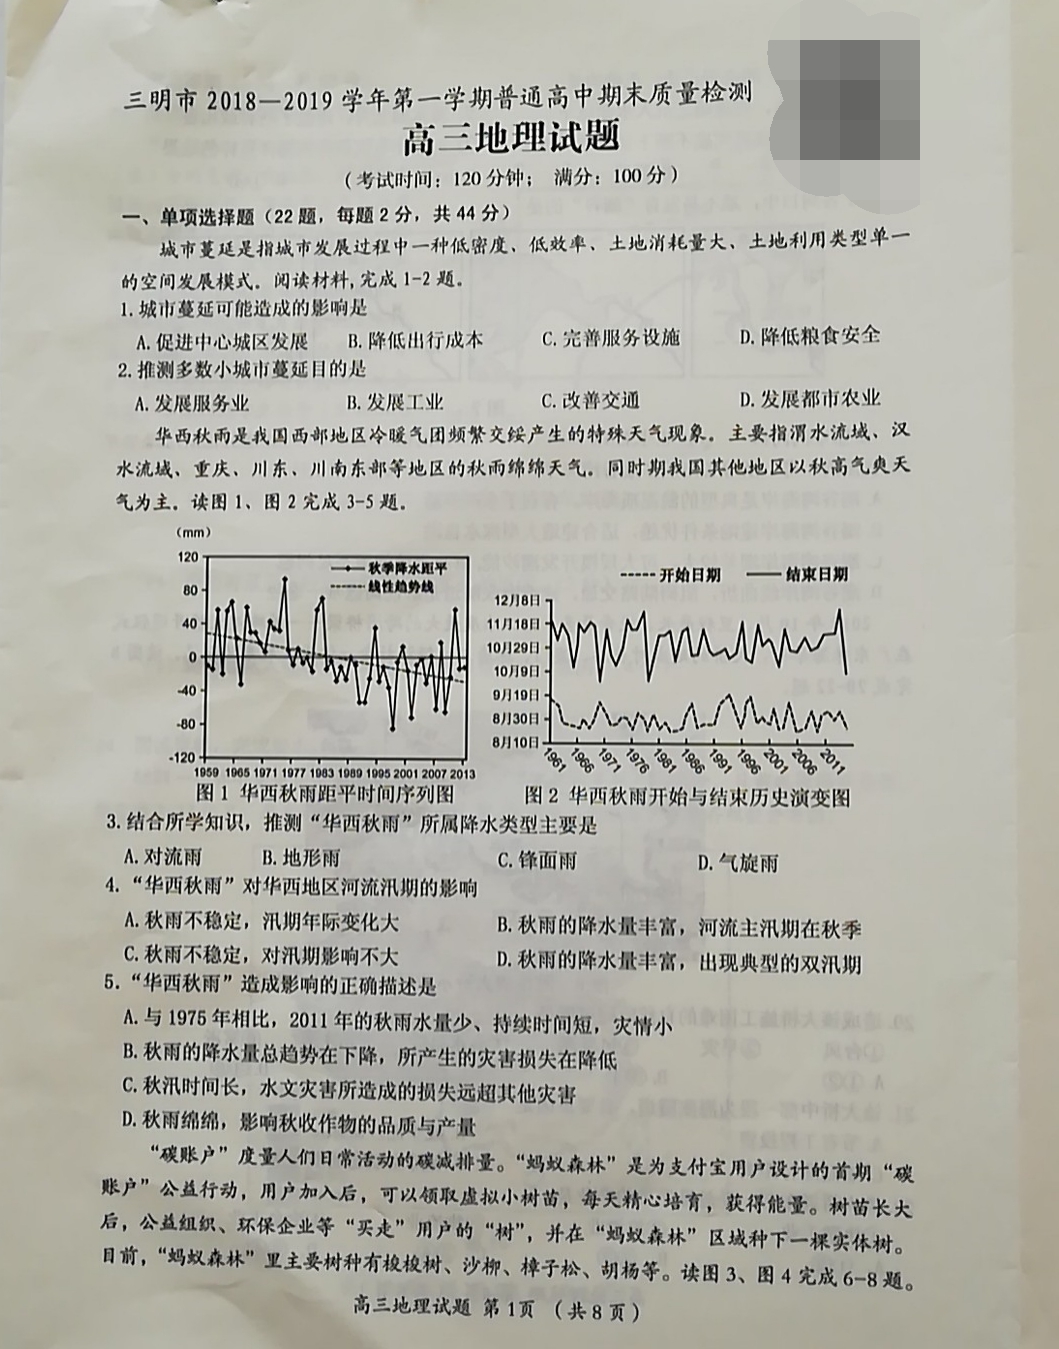 三明市 2018—2019 学年第一学期普通高中期末质量检测
高三地理试题
(考试时间：120 分钟； 满分：100 分)
一、单项选择题（22 题，每题 2 分，共 44 分）
城市蔓延是指城市发展过程中一种低密度、低效率、土地消耗量大、土地利用类型单一
的空间发展模式。阅读材料,完成 1-2 题。
1. 城市蔓延可能造成的影响是
A. 促进中心城区发展 B. 降低出行成本 C. 完善服务设施 D. 降低粮食安全
2. 推测多数小城市蔓延目的是
A. 发展服务业 B. 发展工业 C. 改善交通 D. 发展都市农业
华西秋雨是我国西部地区冷暖气团频繁交绥产生的特殊天气现象。主要指渭水流域、汉
水流域、重庆、川东、川南东部等地区的秋雨绵绵天气。同时期我国其他地区以秋高气爽天
气为主。读图 1、图 2 完成 3-5 题。
(mm)
120
80
40
0
-40
-80
-120
秋季降水距平
线性趋势线
1959 1965 1971 1977 1983 1989 1995 2001 2007 2013
图 1 华西秋雨距平时间序列图
开始日期 结束日期
12月8日
11月18日
10月29日
10月9日
9月19日
8月30日
8月10日
1961 1966 1971 1976 1981 1986 1991 1996 2001 2006 2011
图 2 华西秋雨开始与结束历史演变图
3. 结合所学知识，推测“华西秋雨”所属降水类型主要是
A. 对流雨 B. 地形雨 C. 锋面雨 D. 气旋雨
4. “华西秋雨”对华西地区河流汛期的影响
A. 秋雨不稳定，汛期年际变化大 B. 秋雨的降水量丰富，河流主汛期在秋季
C. 秋雨不稳定，对汛期影响不大 D. 秋雨的降水量丰富，出现典型的双汛期
5. “华西秋雨”造成影响的正确描述是
A. 与 1975 年相比，2011 年的秋雨水量少、持续时间短，灾情小
B. 秋雨的降水量总趋势在下降，所产生的灾害损失在降低
C. 秋汛时间长，水文灾害所造成的损失远超其他灾害
D. 秋雨绵绵，影响秋收作物的品质与产量
“碳账户”度量人们日常活动的碳减排量。“蚂蚁森林”是为支付宝用户设计的首期“碳
账户”公益行动，用户加入后，可以领取虚拟小树苗，每天精心培育，获得能量。树苗长大
后，公益组织、环保企业等“买走”用户的“树”，并在“蚂蚁森林”区域种下一棵实体树。
目前，“蚂蚁森林”里主要树种有梭梭树、沙柳、樟子松、胡杨等。读图 3、图 4 完成 6-8 题。
高三地理试题 第 1页 （共 8 页）